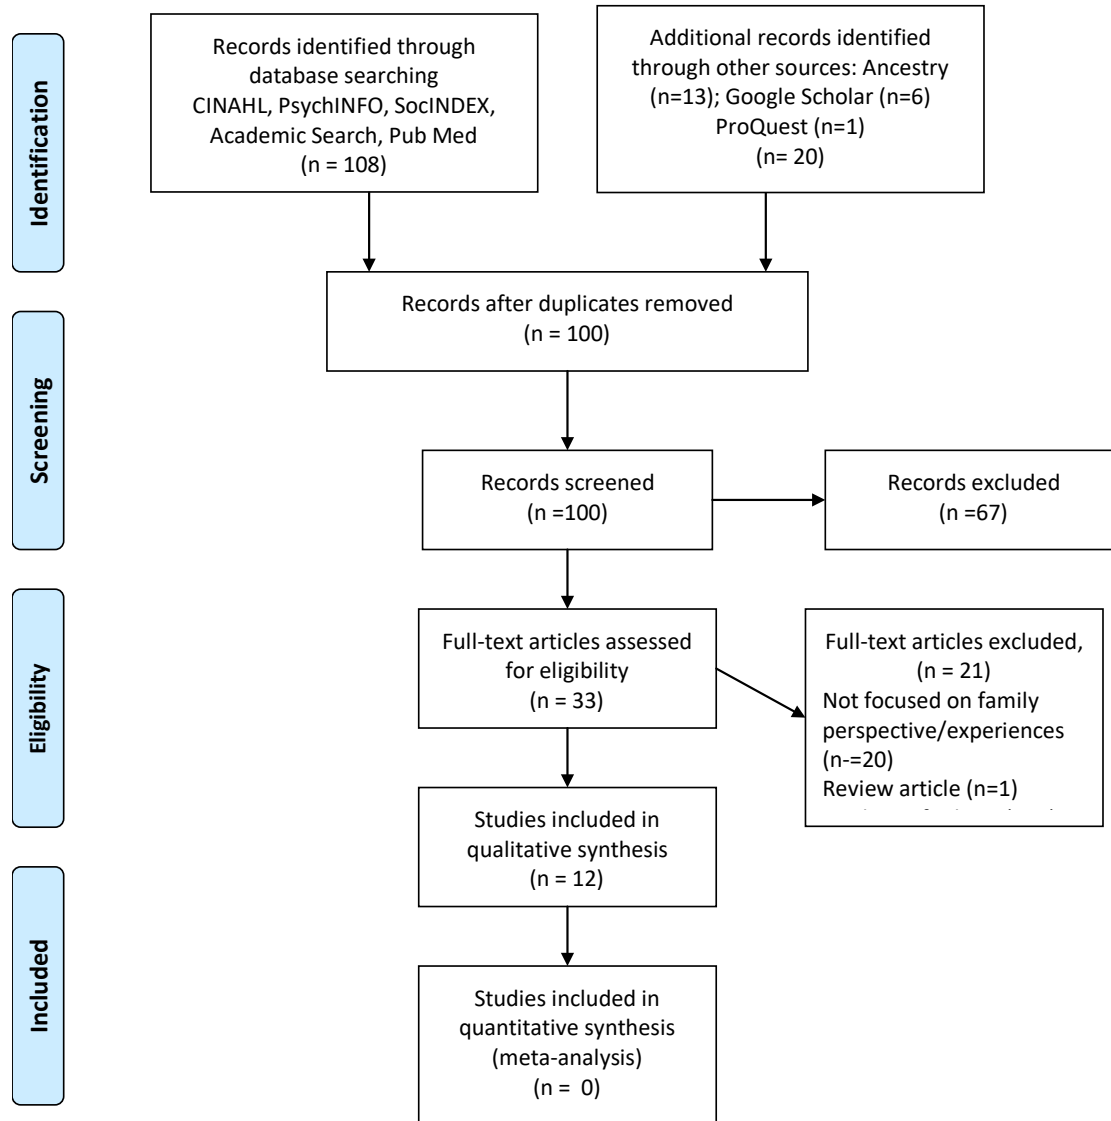 Identification
Records identified through
database searching
CINAHL, PsychINFO, SocINDEX,
Academic Search, Pub Med
(n = 108)
Additional records identified
through other sources: Ancestry
(n=13); Google Scholar (n=6)
ProQuest (n=1)
(n= 20)
Records after duplicates removed
(n = 100)
Screening
Records screened
(n =100)
Records excluded
(n =67)
Eligibility
Full-text articles assessed
for eligibility
(n = 33)
Full-text articles excluded,
(n = 21)
Not focused on family
perspective/experiences
(n-=20)
Review article (n=1)
Studies included in
qualitative synthesis
(n = 12)
Included
Studies included in
quantitative synthesis
(meta-analysis)
(n =  0)